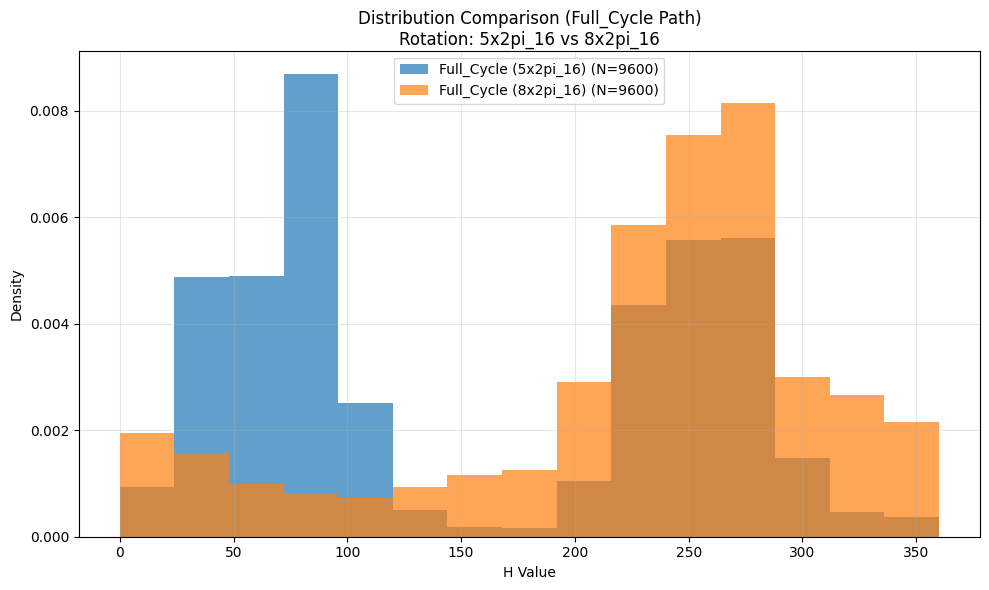 Distribution Comparison (Full_Cycle Path)
Rotation: 5x2pi_16 vs 8x2pi_16
Full_Cycle (5x2pi_16) (N=9600)
Full_Cycle (8x2pi_16) (N=9600)
0.008
0.006
0.004
0.002
0.000
Density
0 50 100 150 200 250 300 350
H Value